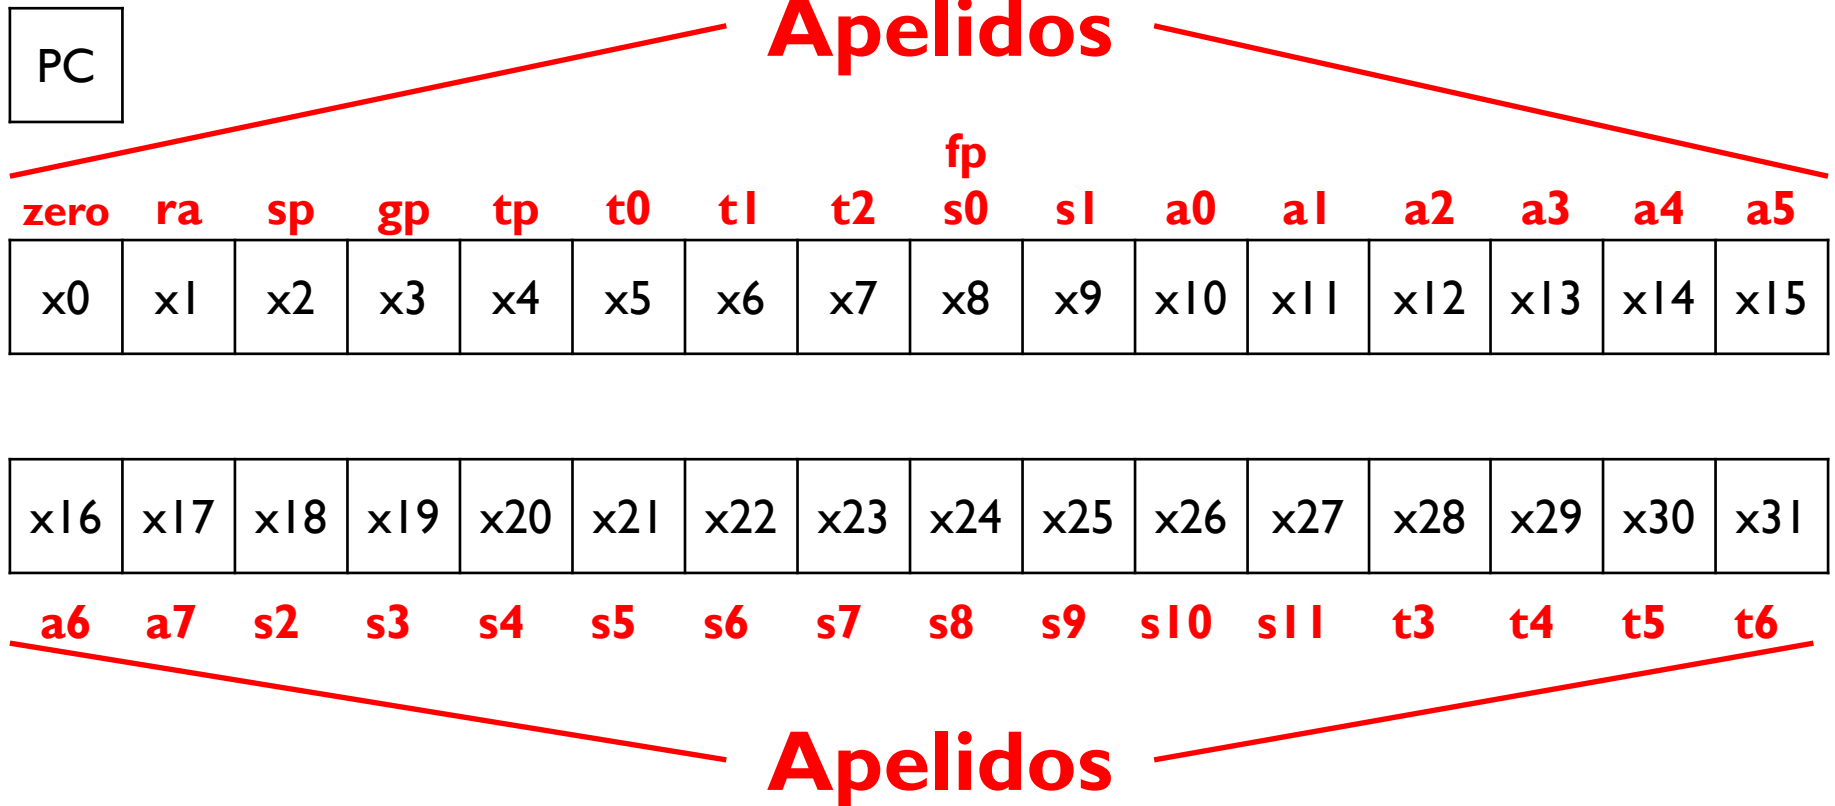 Apelidos
PC
fp
zero ra sp gp tp t0 t1 t2 s0 s1 a0 a1 a2 a3 a4 a5
x0 x1 x2 x3 x4 x5 x6 x7 x8 x9 x10 x11 x12 x13 x14 x15
x16 x17 x18 x19 x20 x21 x22 x23 x24 x25 x26 x27 x28 x29 x30 x31
a6 a7 s2 s3 s4 s5 s6 s7 s8 s9 s10 s11 t3 t4 t5 t6
Apelidos